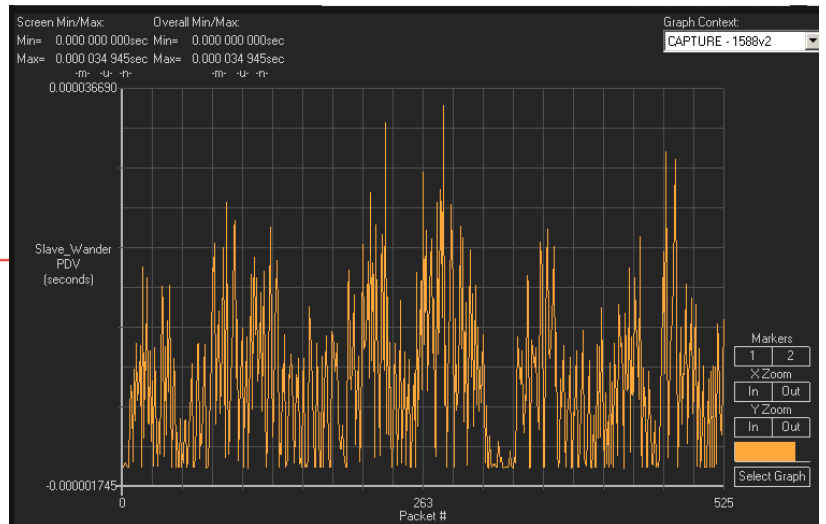 Screen Min/Max: Overall Min/Max: Graph Context:
Min= 0.000 000 000sec Min= 0.000 000 000sec CAPTURE - 1588v2
Max= 0.000 034 945sec Max= 0.000 034 945sec
-m- -u- -n- -m- -u- -n-
0.000036690
Slave_Wander
PDV
(seconds)
Markers
1 2
X Zoom
In Out
Y Zoom
In Out
Select Graph
-0.000001745
0 263 525
Packet #